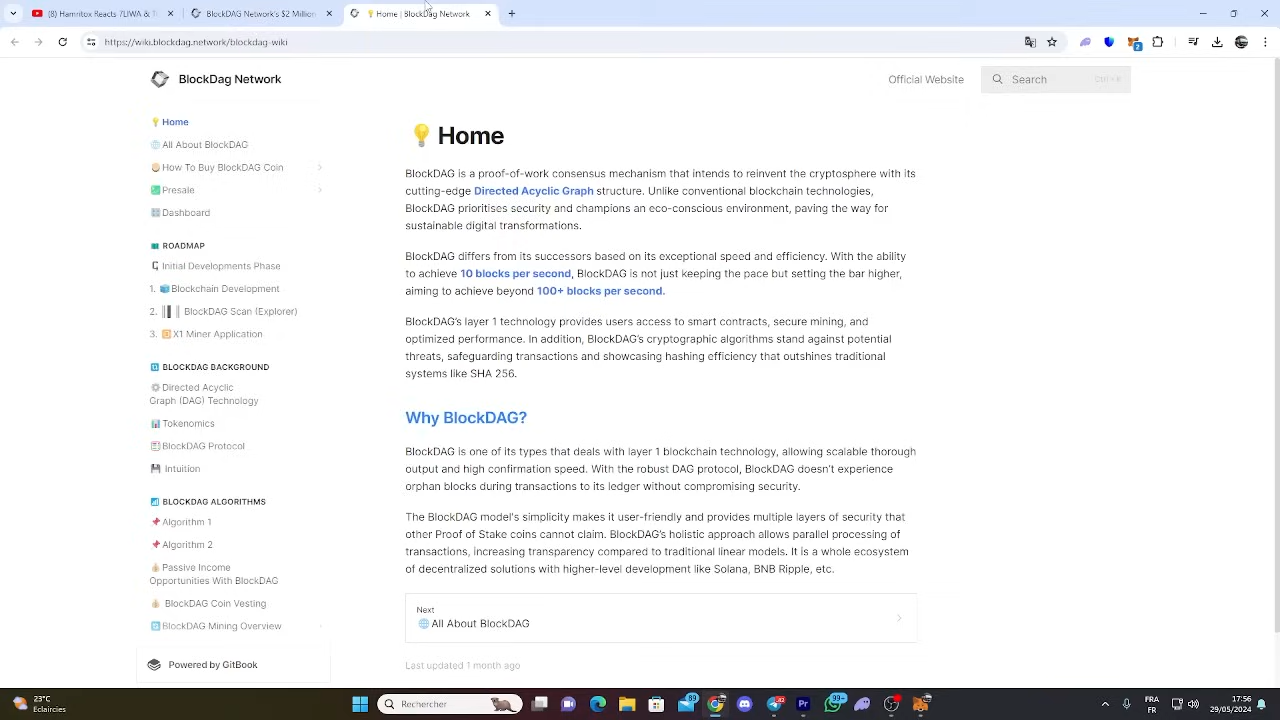 (8) Hamritos Reacts
BlockDAG Network's $2 Million
Home | BlockDag Network
https://wiki.blockdag.network/blockdag-wiki
BlockDag Network
Official Website
Search
Ctrl + K
Home
All About BlockDAG
How To Buy BlockDAG Coin
Presale
Dashboard
ROADMAP
Initial Developments Phase
1. Blockchain Development
2. BlockDAG Scan (Explorer)
3. X1 Miner Application
BLOCKDAG BACKGROUND
Directed Acyclic
Graph (DAG) Technology
Tokenomics
BlockDAG Protocol
Intuition
BLOCKDAG ALGORITHMS
Algorithm 1
Algorithm 2
Passive Income
Opportunities With BlockDAG
BlockDAG Coin Vesting
BlockDAG Mining Overview
Powered by GitBook
Home
BlockDAG is a proof-of-work consensus mechanism that intends to reinvent the cryptosphere with its
cutting-edge Directed Acyclic Graph structure. Unlike conventional blockchain technologies,
BlockDAG prioritises security and champions an eco-conscious environment, paving the way for
sustainable digital transformations.
BlockDAG differs from its successors based on its exceptional speed and efficiency. With the ability
to achieve 10 blocks per second, BlockDAG is not just keeping the pace but setting the bar higher,
aiming to achieve beyond 100+ blocks per second.
BlockDAG's layer 1 technology provides users access to smart contracts, secure mining, and
optimized performance. In addition, BlockDAG's cryptographic algorithms stand against potential
threats, safeguarding transactions and showcasing hashing efficiency that outshines traditional
systems like SHA 256.
Why BlockDAG?
BlockDAG is one of its types that deals with layer 1 blockchain technology, allowing scalable thorough
output and high confirmation speed. With the robust DAG protocol, BlockDAG doesn't experience
orphan blocks during transactions to its ledger without compromising security.
The BlockDAG model's simplicity makes it user-friendly and provides multiple layers of security that
other Proof of Stake coins cannot claim. BlockDAG's holistic approach allows parallel processing of
transactions, increasing transparency compared to traditional linear models. It is a whole ecosystem
of decentralized solutions with higher-level development like Solana, BNB Ripple, etc.
Next
All About BlockDAG
Last updated 1 month ago
23°C
Eclaircies
Rechercher
FRA
FR
17:56
29/05/2024